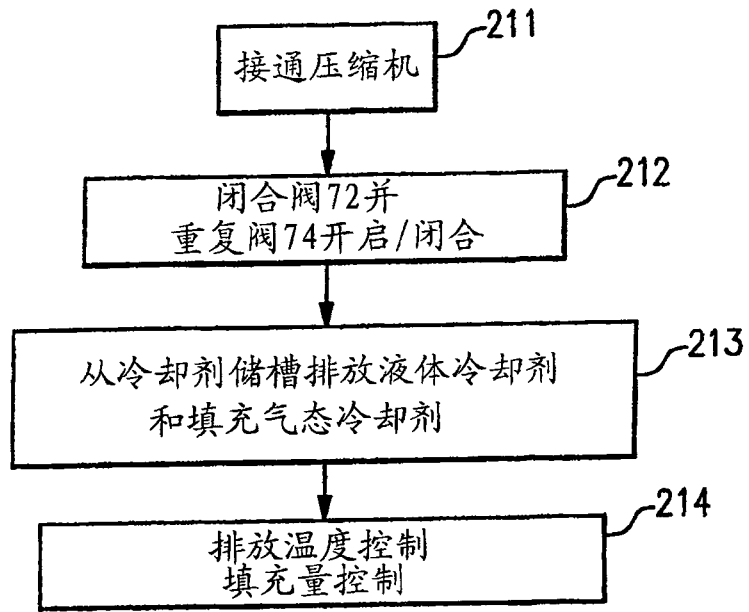 211
接通压缩机
212
闭合阀72并
重复阀74开启/闭合
213
从冷却剂储槽排放液体冷却剂
和填充气态冷却剂
214
排放温度控制
填充量控制